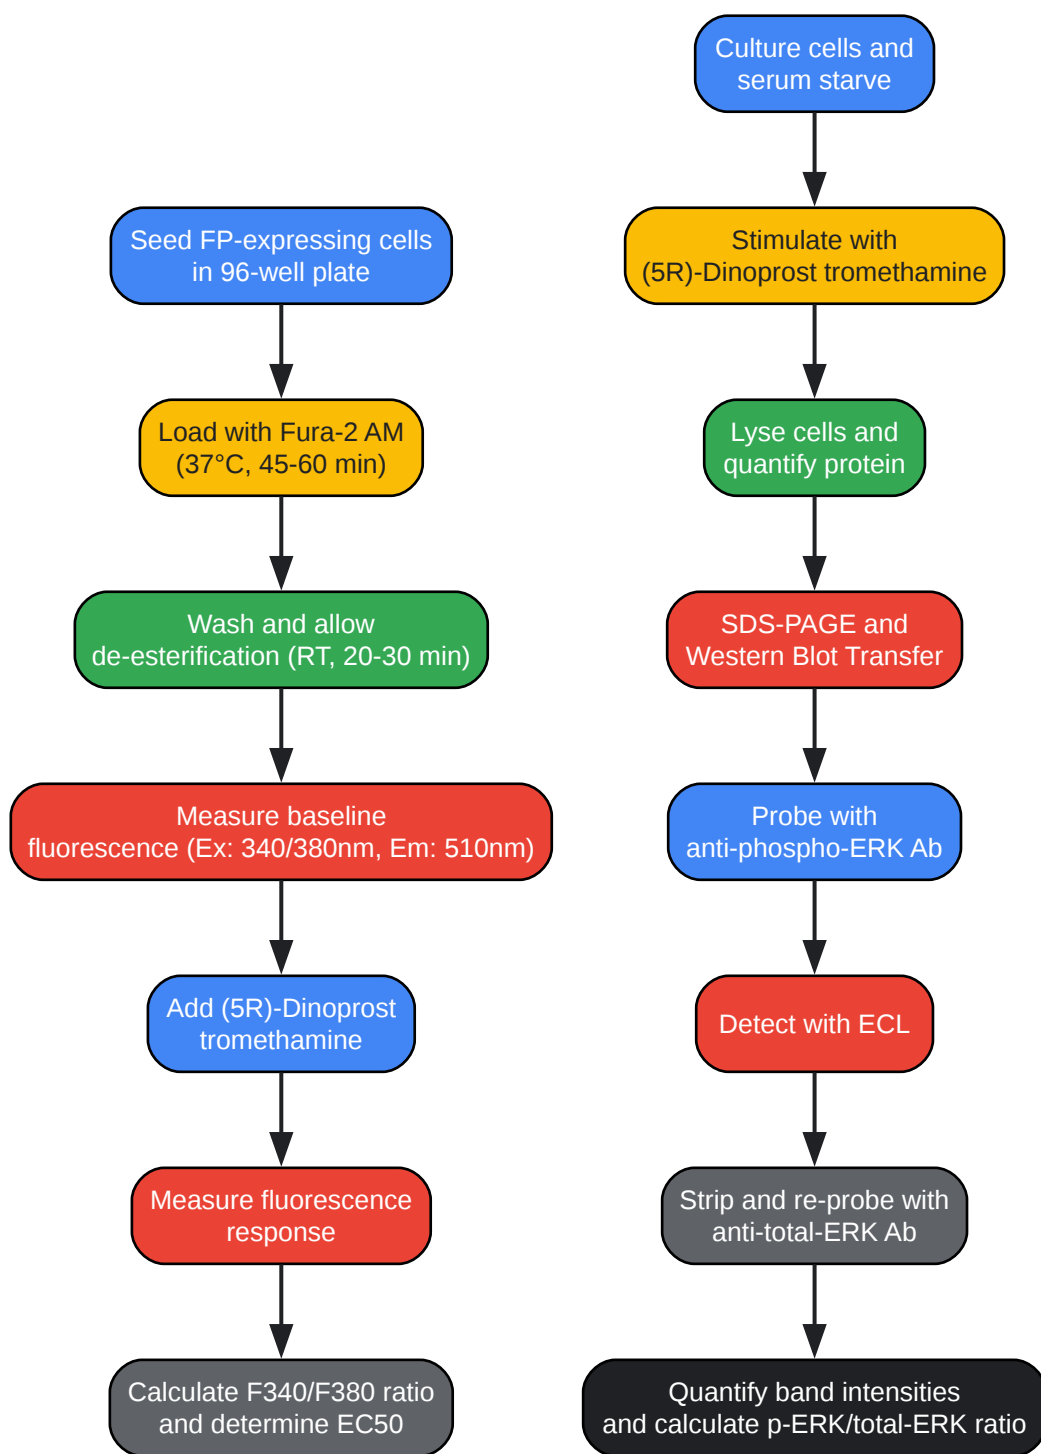 Seed FP-expressing cells
in 96-well plate
Load with Fura-2 AM
(37°C, 45-60 min)
Wash and allow
de-esterification (RT, 20-30 min)
Measure baseline
fluorescence (Ex: 340/380nm, Em: 510nm)
Add (5R)-Dinoprost
tromethamine
Measure fluorescence
response
Calculate F340/F380 ratio
and determine EC50
Culture cells and
serum starve
Stimulate with
(5R)-Dinoprost tromethamine
Lyse cells and
quantify protein
SDS-PAGE and
Western Blot Transfer
Probe with
anti-phospho-ERK Ab
Detect with ECL
Strip and re-probe with
anti-total-ERK Ab
Quantify band intensities
and calculate p-ERK/total-ERK ratio